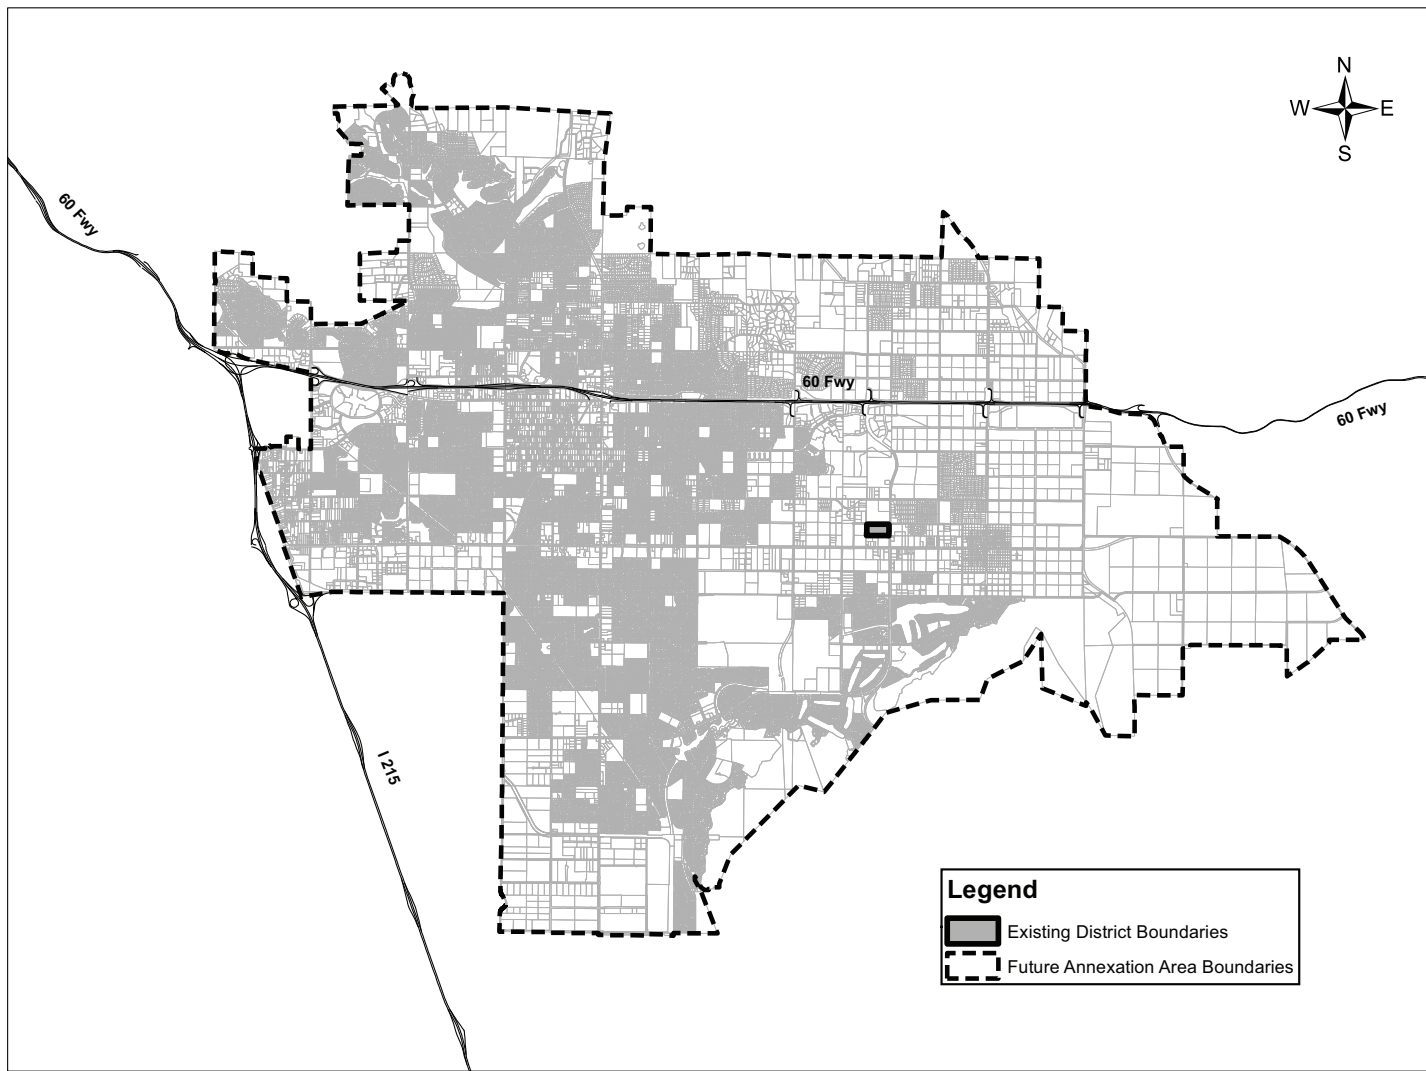 N
W E
S
60 Fwy
60 Fwy
60 Fwy
I 215
Legend
Existing District Boundaries
Future Annexation Area Boundaries